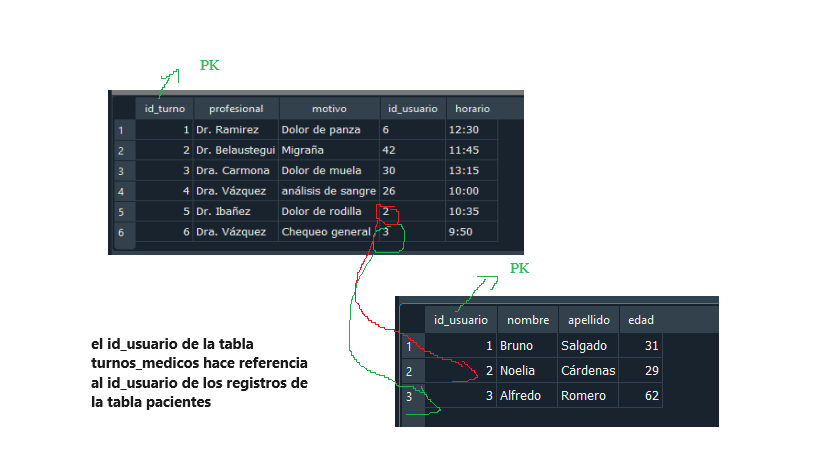 PK
id_turno profesional motivo id_usuario horario
1 1 Dr. Ramirez Dolor de panza 6 12:30
2 2 Dr. Belaustegui Migraña 42 11:45
3 3 Dra. Carmona Dolor de muela 30 13:15
4 4 Dra. Vázquez análisis de sangre 26 10:00
5 5 Dr. Ibañez Dolor de rodilla 2 10:35
6 6 Dra. Vázquez Chequeo general 3 9:50
PK
id_usuario nombre apellido edad
1 1 Bruno Salgado 31
2 2 Noelia Cárdenas 29
3 3 Alfredo Romero 62
el id_usuario de la tabla
turnos_medicos hace referencia
al id_usuario de los registros de
la tabla pacientes